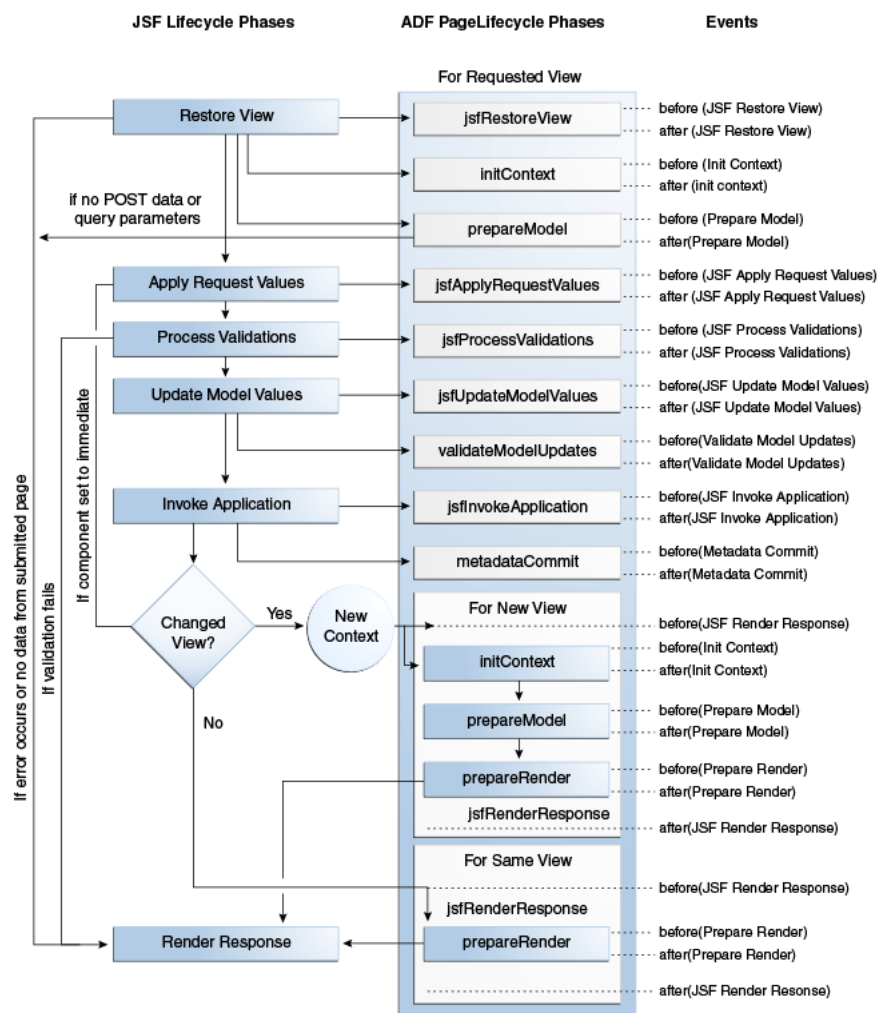 JSF Lifecycle Phases
ADF PageLifecycle Phases
Events
For Requested View
Restore View
jsfRestoreView
before (JSF Restore View)
after (JSF Restore View)
initContext
before (Init Context)
after (init context)
if no POST data or
query parameters
prepareModel
before (Prepare Model)
after(Prepare Model)
Apply Request Values
jsfApplyRequestValues
before (JSF Apply Request Values)
after (JSF Apply Request Values)
Process Validations
jsfProcessValidations
before (JSF Process Validations)
after (JSF Process Validations)
Update Model Values
jsfUpdateModelValues
before(JSF Update Model Values)
after (JSF Update Model Values)
validateModelUpdates
before(Validate Model Updates)
after(Validate Model Updates)
Invoke Application
jsfInvokeApplication
before(JSF Invoke Application)
after(JSF Invoke Application)
metadataCommit
before(Metadata Commit)
after(Metadata Commit)
If error occurs or no data from submitted page
If validation fails
If component set to immediate
Changed
View?
Yes
New
Context
No
For New View
before(JSF Render Response)
initContext
before(Init Context)
after(Init Context)
prepareModel
before(Prepare Model)
after(Prepare Model)
prepareRender
before(Prepare Render)
after(Prepare Render)
jsfRenderResponse
after(JSF Render Response)
For Same View
before(JSF Render Response)
jsfRenderResponse
Render Response
prepareRender
before(Prepare Render)
after(Prepare Render)
after(JSF Render Resonse)